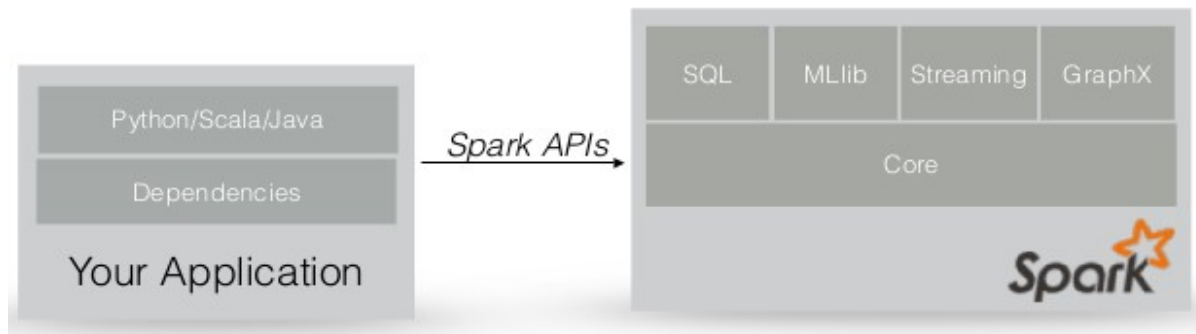 Python/Scala/Java
Dependencies
Your Application
Spark APIs
SQL
MLlib
Streaming
GraphX
Core
Spark